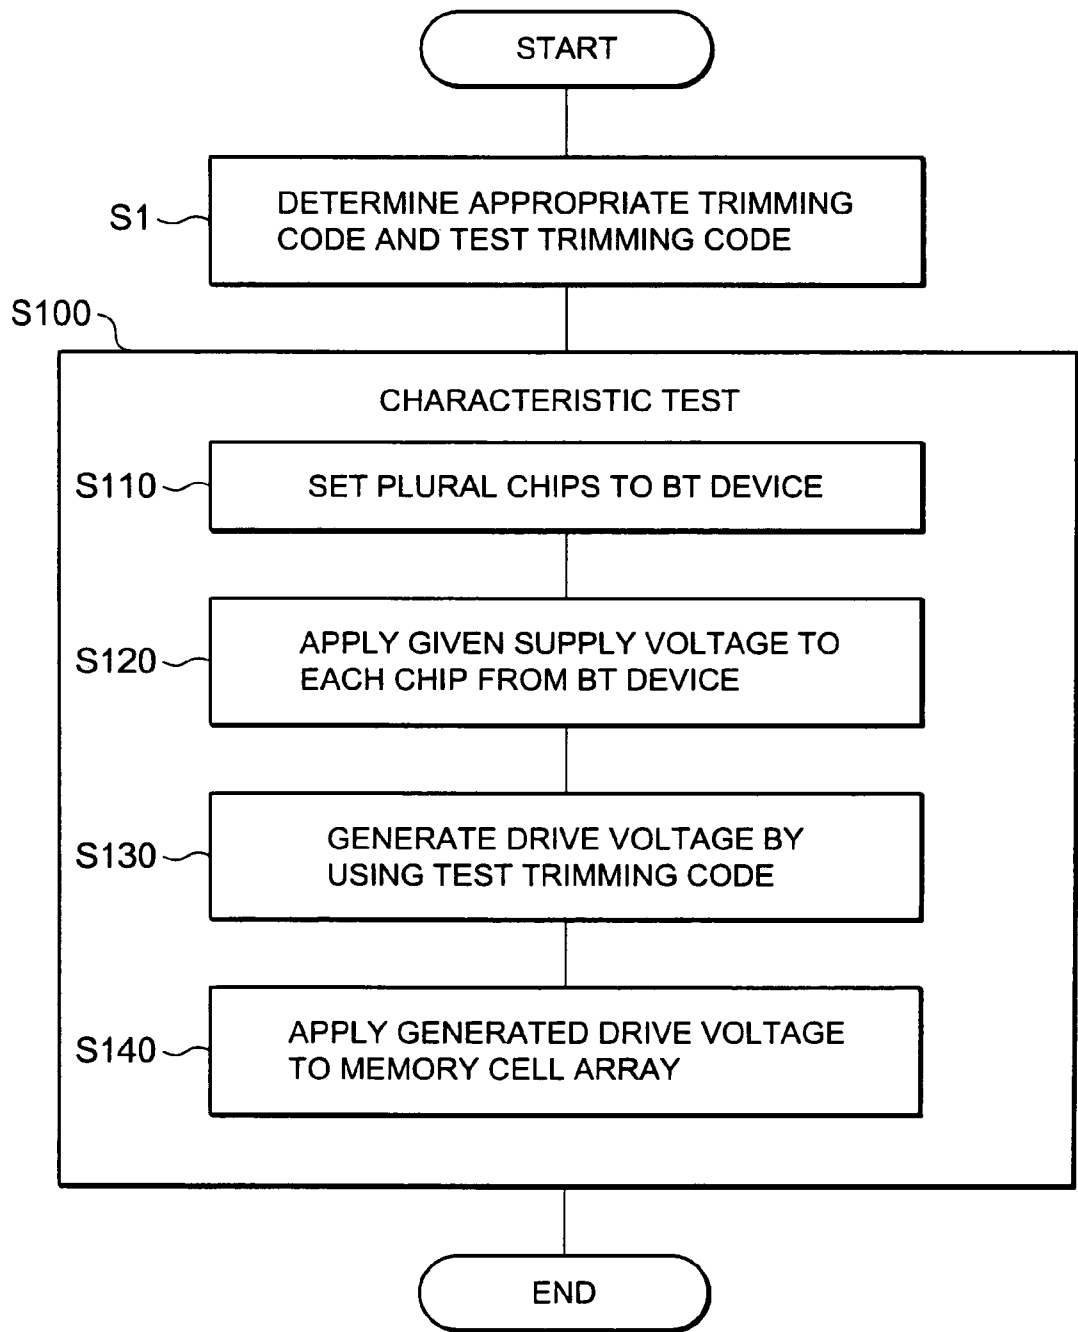 START
S1
DETERMINE APPROPRIATE TRIMMING
CODE AND TEST TRIMMING CODE
S100
CHARACTERISTIC TEST
S110
SET PLURAL CHIPS TO BT DEVICE
S120
APPLY GIVEN SUPPLY VOLTAGE TO
EACH CHIP FROM BT DEVICE
S130
GENERATE DRIVE VOLTAGE BY
USING TEST TRIMMING CODE
S140
APPLY GENERATED DRIVE VOLTAGE
TO MEMORY CELL ARRAY
END